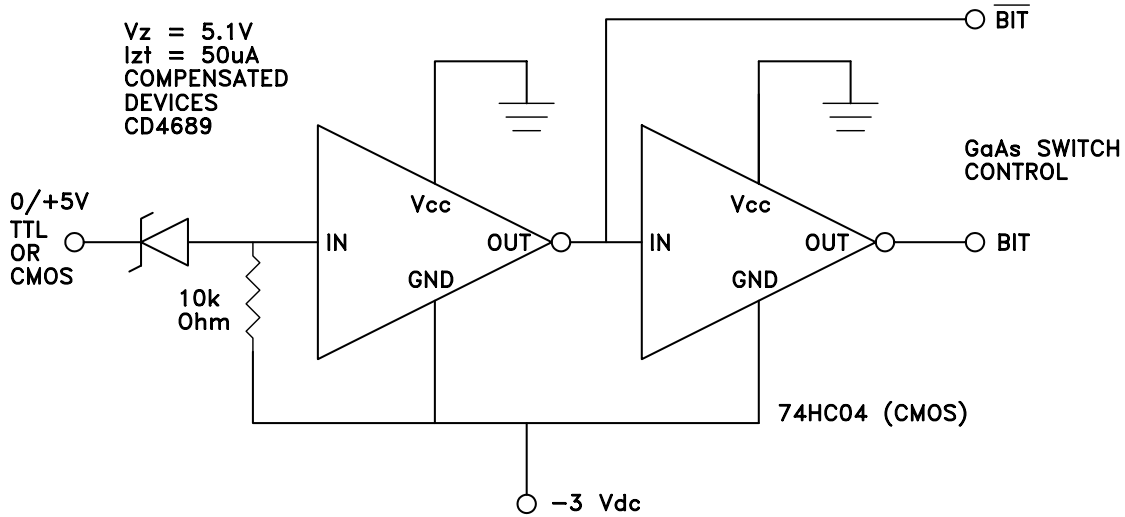 Vz = 5.1V
Izt = 50uA
COMPENSATED
DEVICES
CD4689
BIT
GaAs SWITCH
CONTROL
0/+5V
TTL
OR
CMOS
Vcc
IN
OUT
GND
Vcc
IN
OUT
GND
BIT
10k
Ohm
74HC04 (CMOS)
-3 Vdc